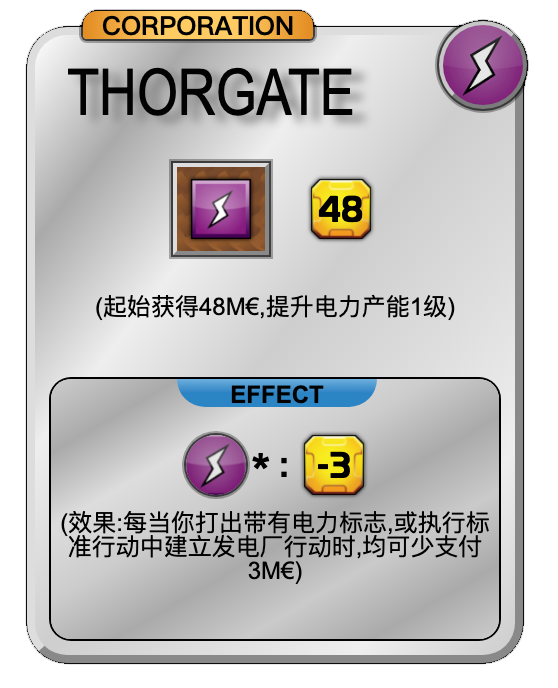 CORPORATION
THORGATE
48
(起始获得48M€,提升电力产能1级)
EFFECT
* : -3
(效果:每当你打出带有电力标志,或执行标
准行动中建立发电厂行动时,均可少支付
3M€)